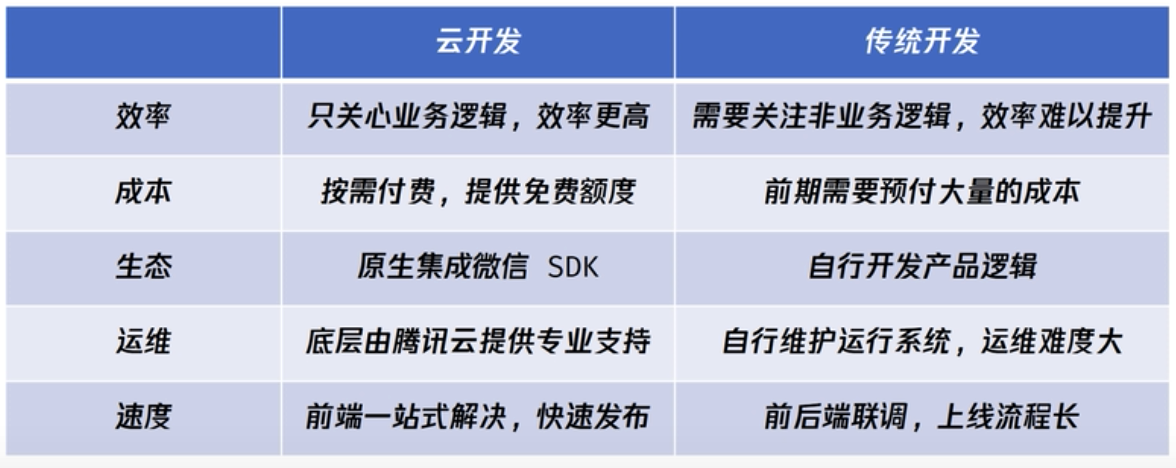 云开发 传统开发
效率 只关心业务逻辑，效率更高 需要关注非业务逻辑，效率难以提升
成本 按需付费，提供免费额度 前期需要预付大量的成本
生态 原生集成微信 SDK 自行开发产品逻辑
运维 底层由腾讯云提供专业支持 自行维护运行系统，运维难度大
速度 前端一站式解决，快速发布 前后端联调，上线流程长